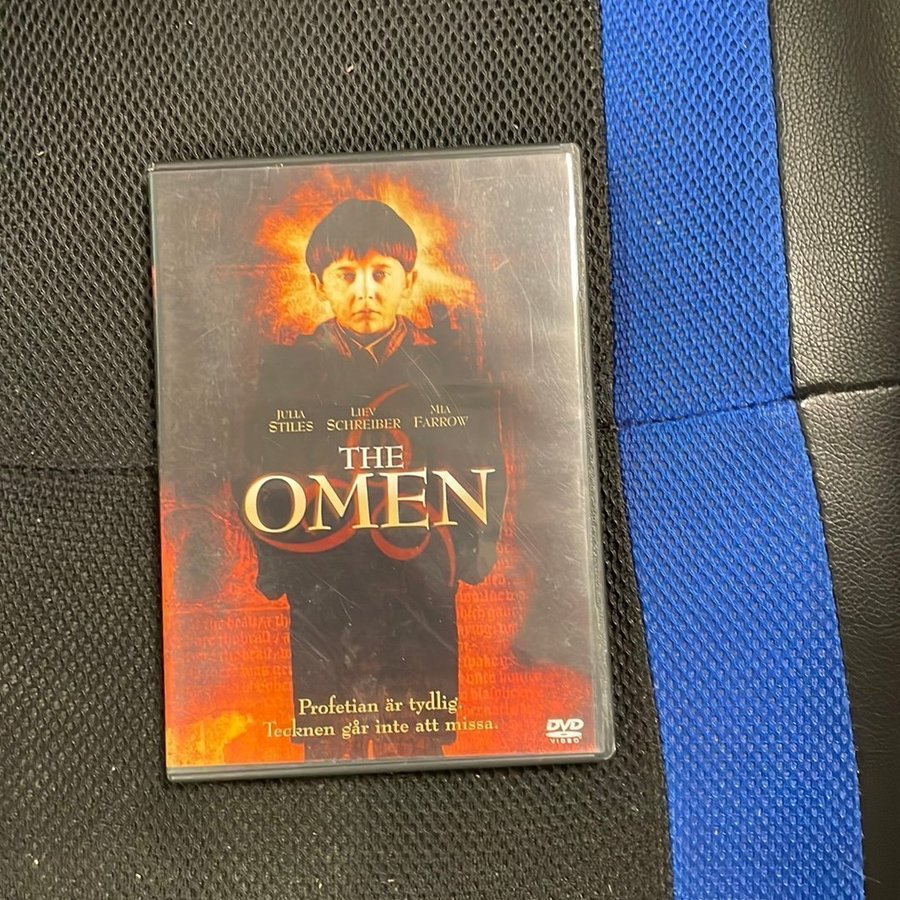 JULIA LIEV MIA
STILES SCHREIBER FARROW
THE
OMEN
Profetian är tydlig.
Tecknen går inte att missa.
DVD
VIDEO